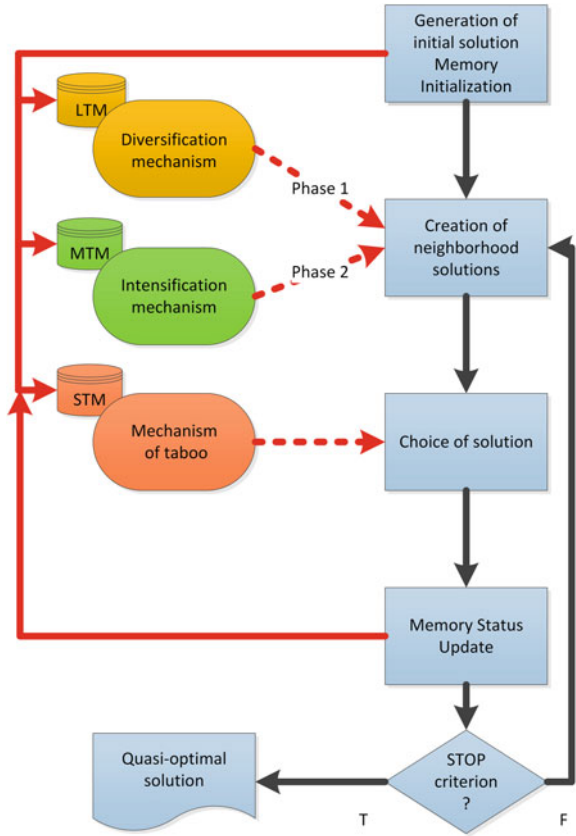 Generation of
initial solution
Memory
Initialization
LTM
Diversification
mechanism
Phase 1
Creation of
neighborhood
solutions
MTM
Phase 2
Intensification
mechanism
STM
Mechanism
of taboo
Choice of solution
Memory Status
Update
Quasi-optimal
solution
STOP
criterion
?
T
F